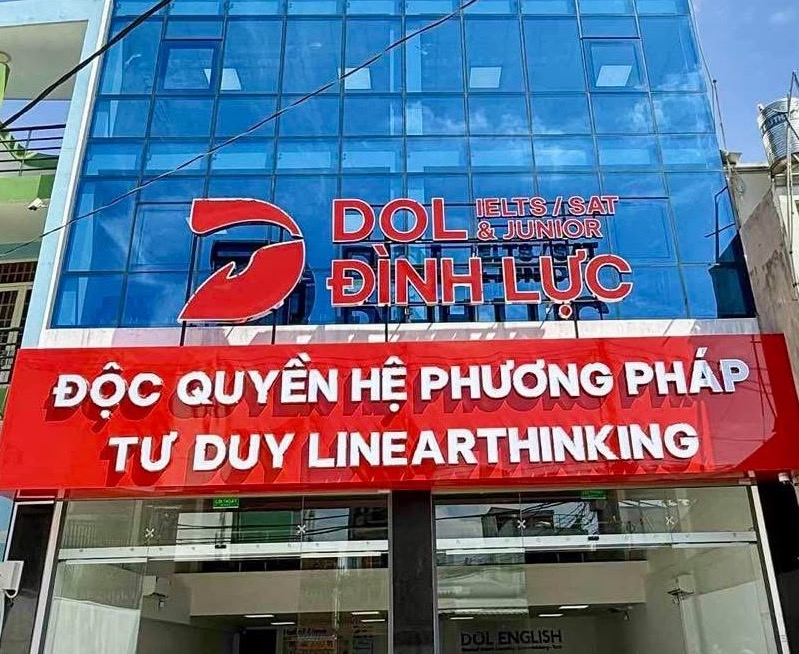 DOL IELTS / SAT
& JUNIOR
ĐÌNH LỰC
ĐỘC QUYỀN HỆ PHƯƠNG PHÁP
TƯ DUY LINEARTHINKING
DOL ENGLISH